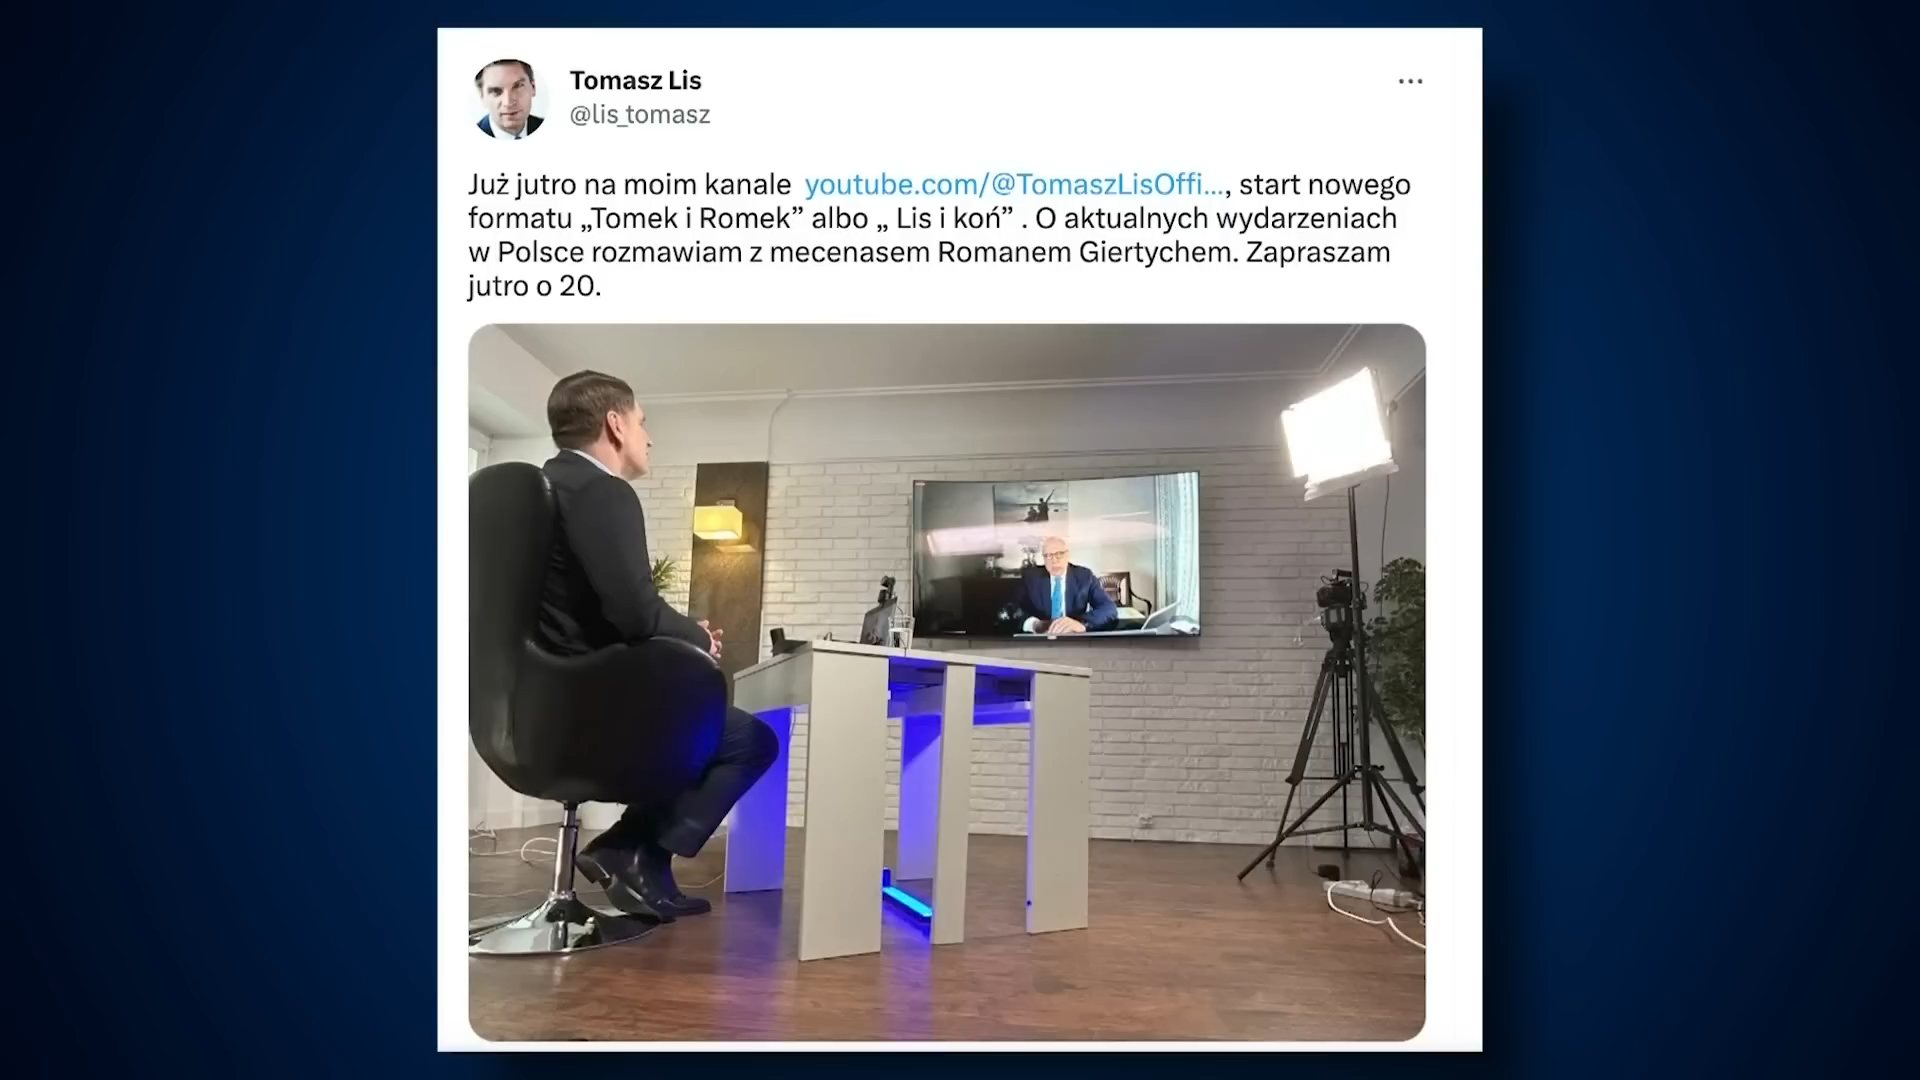 Tomasz Lis
@lis_tomasz
Już jutro na moim kanale youtube.com/@TomaszLisOffi..., start nowego
formatu „Tomek i Romek” albo „ Lis i koń” . O aktualnych wydarzeniach
w Polsce rozmawiam z mecenasem Romanem Giertychem. Zapraszam
jutro o 20.